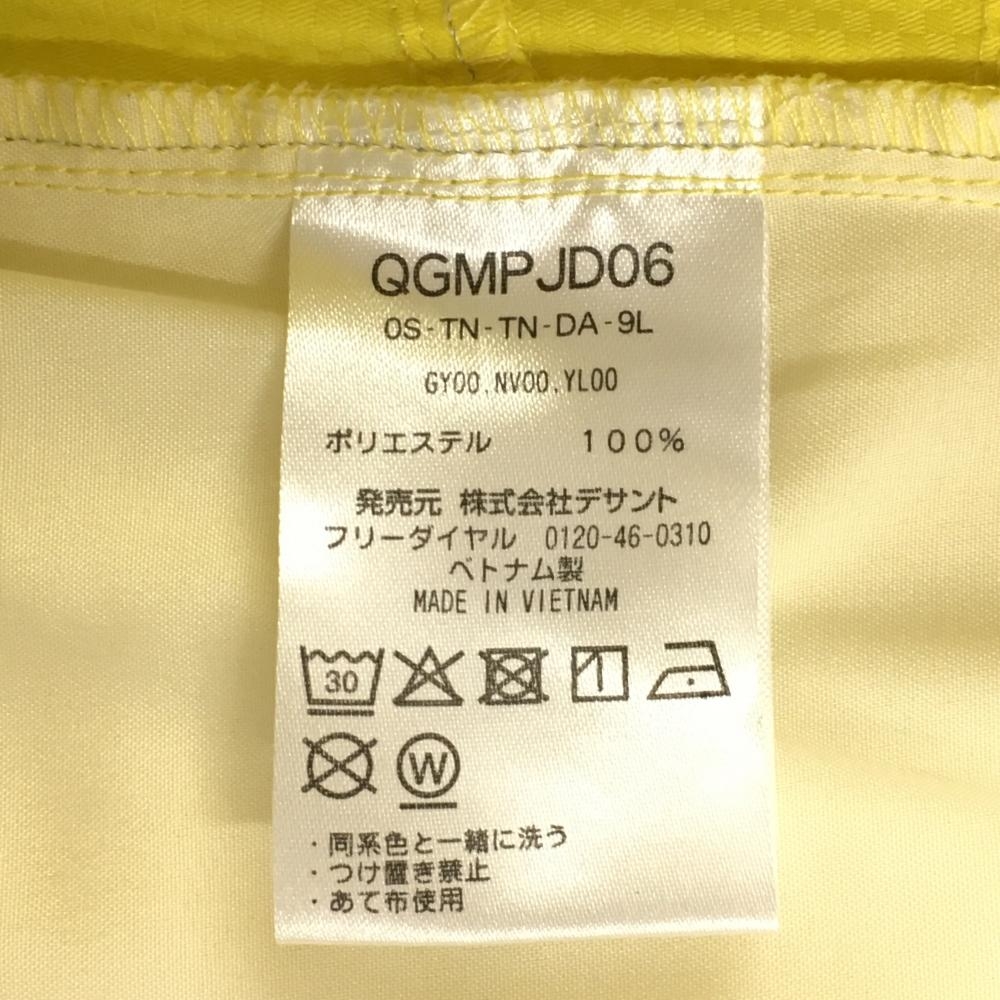 QGMPJD06
OS-TN-TN-DA-9L
GY00.NV00.YL00
ポリエステル 100%
発売元 株式会社デサント
フリーダイヤル 0120-46-0310
ベトナム製
MADE IN VIETNAM
30
W
・同系色と一緒に洗う
・つけ置き禁止
・あて布使用